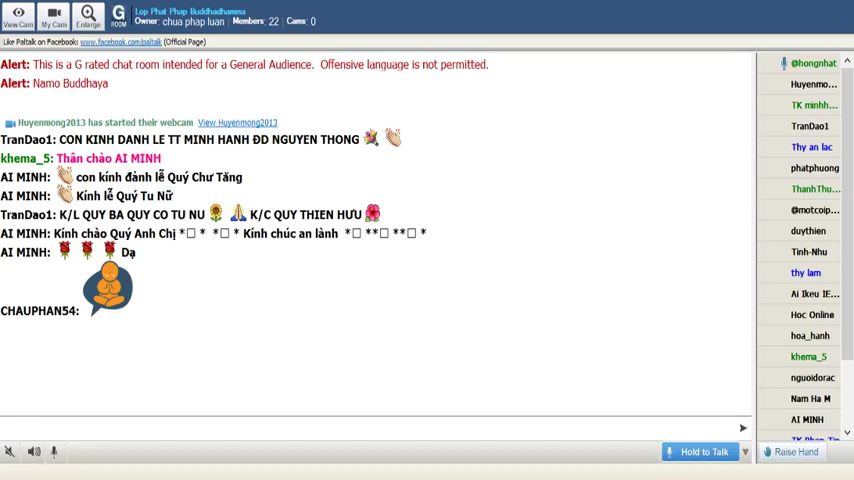 View Cam
My Cam
Enlarge
G
ROOM
Lop Phat Phap Buddhadhamma
Owner: chua phap luan Members: 22 Cams: 0
Like Paltalk on Facebook: www.facebook.com/paltalk (Official Page)
Alert: This is a G rated chat room intended for a General Audience. Offensive language is not permitted.
Alert: Namo Buddhaya
Huyenmong2013 has started their webcam View Huyenmong2013
TranDao1: CON KINH DANH LE TT MINH HANH ĐD NGUYEN THONG
khema_5: Thân chào AI MINH
AI MINH: con kính đảnh lễ Quý Chư Tăng
AI MINH: Kính lễ Quý Tu Nữ
TranDao1: K/L QUY BA QUY CO TU NU K/C QUY THIEN HƯU
AI MINH: Kính chào Quý Anh Chị *□ * *□ * Kính chúc an lành *□ **□ **□ *
AI MINH: Dạ
CHAUPHAN54:
@hongnhat
Huyenmo...
TK minhh...
TranDao1
Thy an lac
phatphuong
ThanhThu...
@motcoip...
duythien
Tinh-Nhu
thy lam
Ai Ikeu IE...
Hoc Online
hoa_hanh
khema_5
nguoidorac
Nam Ha M
AI MINH
TK Phap Tin
Hold to Talk
Raise Hand